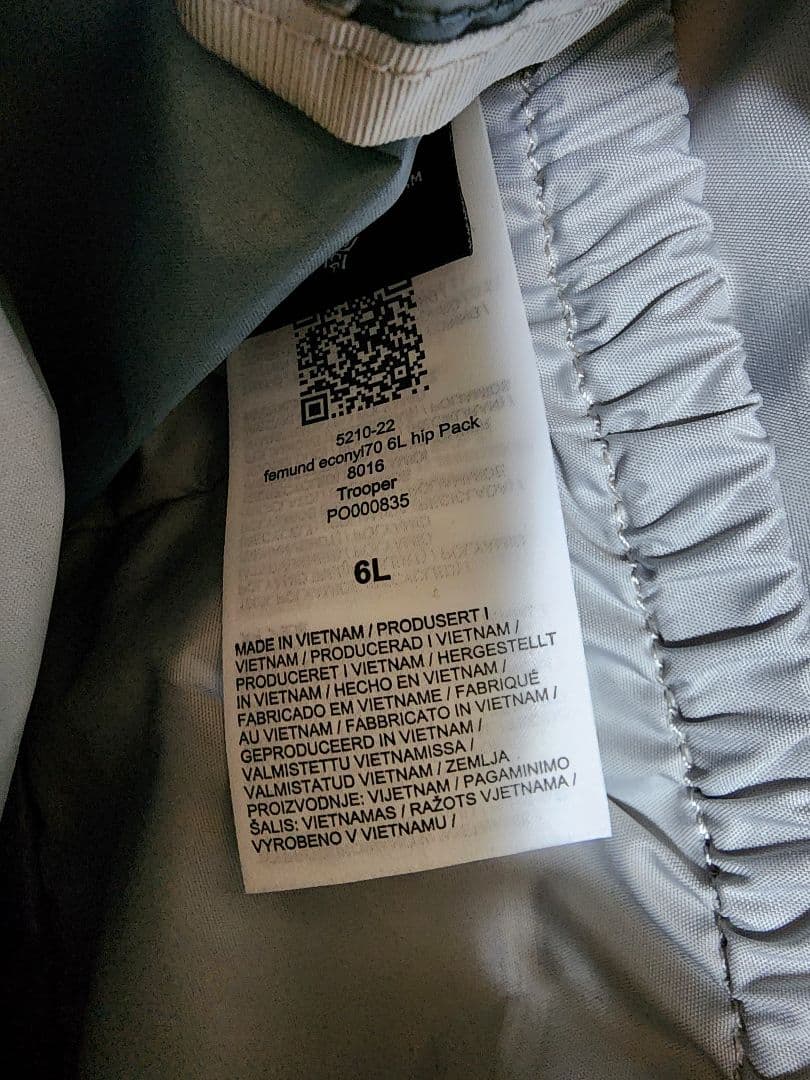 5210-22
femund econyl70 6L hip Pack
8016
Trooper
PO000835
6L
MADE IN VIETNAM / PRODUSERT I
VIETNAM / PRODUCERAD I VIETNAM /
PRODUCERET I VIETNAM / HERGESTELLT
IN VIETNAM / HECHO EN VIETNAM /
FABRICADO EM VIETNAME / FABRIQUÉ
AU VIETNAM / FABBRICATO IN VIETNAM /
GEPRODUCEERD IN VIETNAM /
VALMISTETTU VIETNAMISSA /
VALMISTATUD VIETNAM / ZEMLJA
PROIZVODNJE: VIJETNAM / PAGAMINIMO
ŠALIS: VIETNAMAS / RAŽOTS VJETNAMA /
VYROBENO V VIETNAMU /